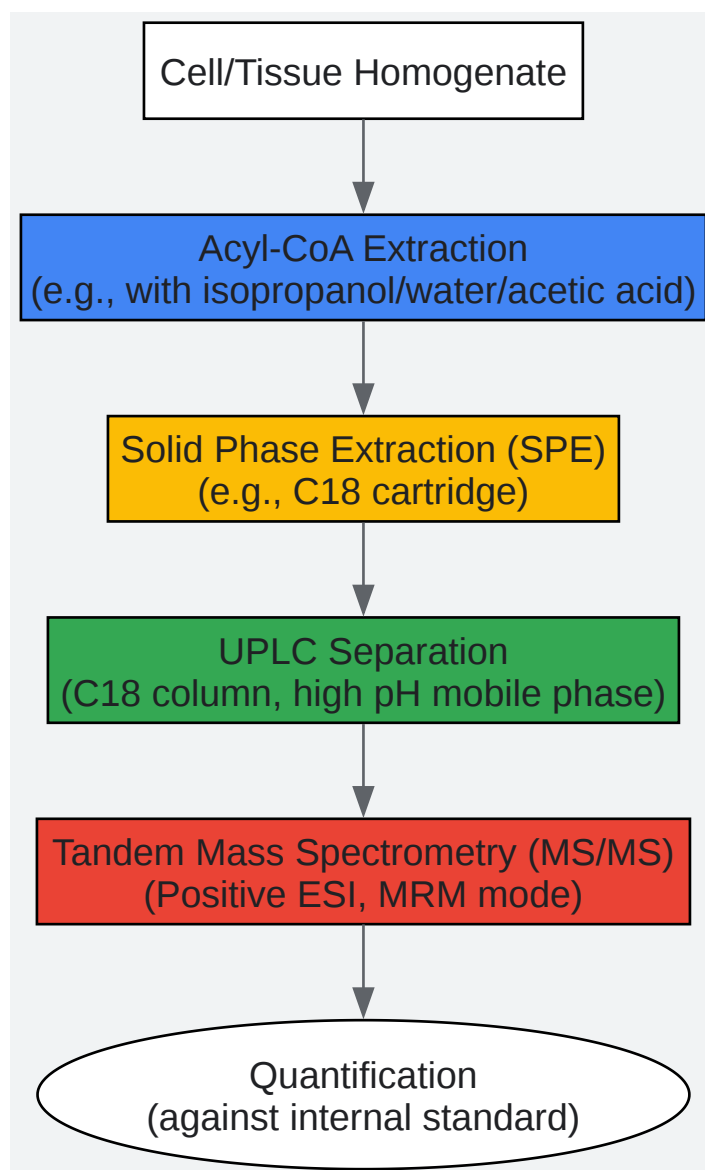 Cell/Tissue Homogenate
Acyl-CoA Extraction
(e.g., with isopropanol/water/acetic acid)
Solid Phase Extraction (SPE)
(e.g., C18 cartridge)
UPLC Separation
(C18 column, high pH mobile phase)
Tandem Mass Spectrometry (MS/MS)
(Positive ESI, MRM mode)
Quantification
(against internal standard)